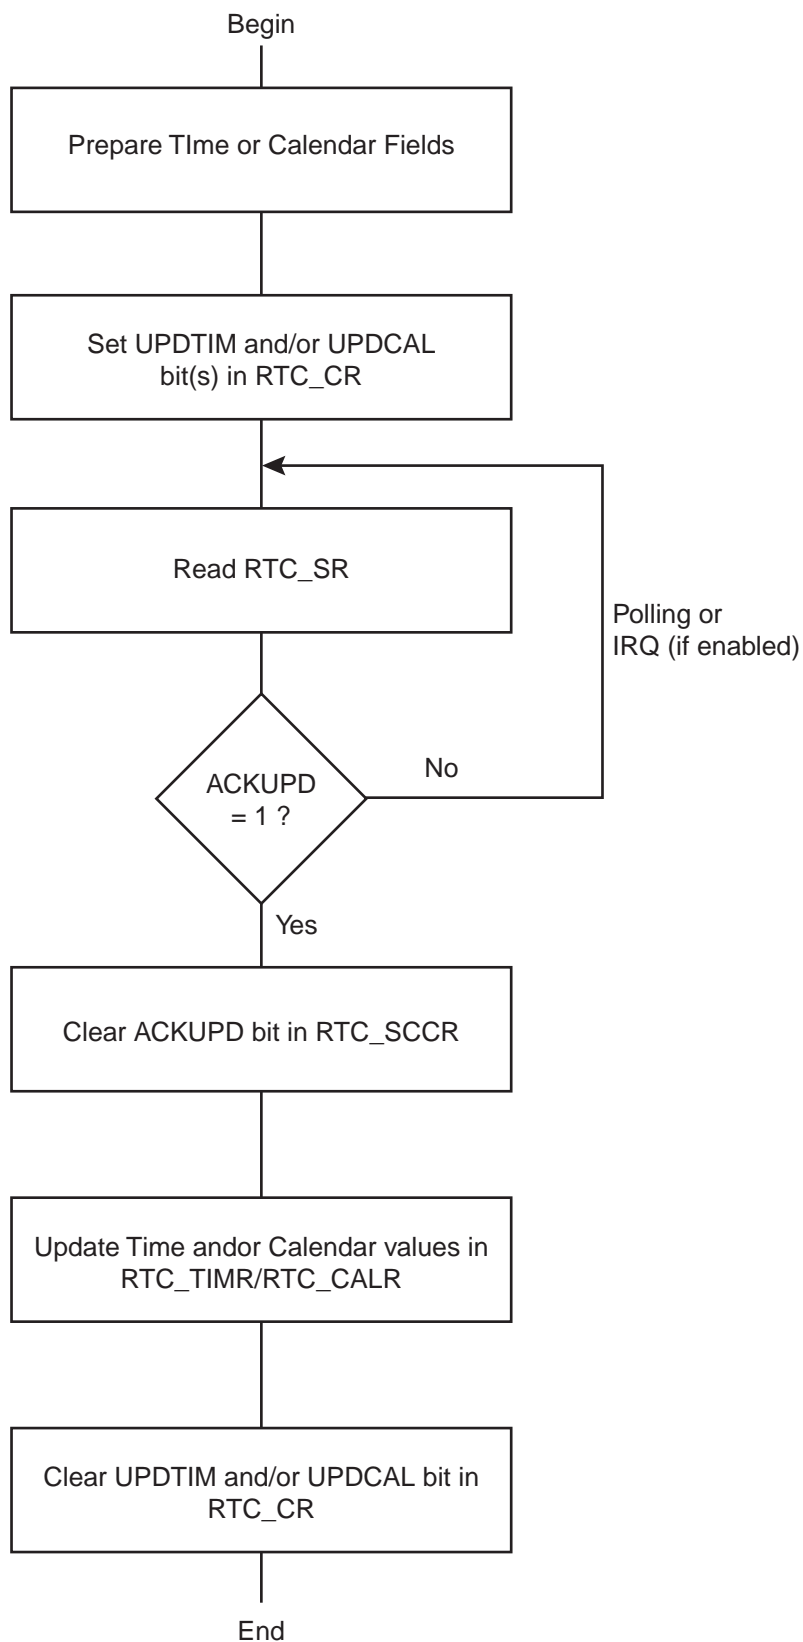 Begin
Prepare TIme or Calendar Fields
Set UPDTIM and/or UPDCAL
bit(s) in RTC_CR
Read RTC_SR
Polling or
IRQ (if enabled)
ACKUPD
= 1 ?
No
Yes
Clear ACKUPD bit in RTC_SCCR
Update Time andor Calendar values in
RTC_TIMR/RTC_CALR
Clear UPDTIM and/or UPDCAL bit in
RTC_CR
End